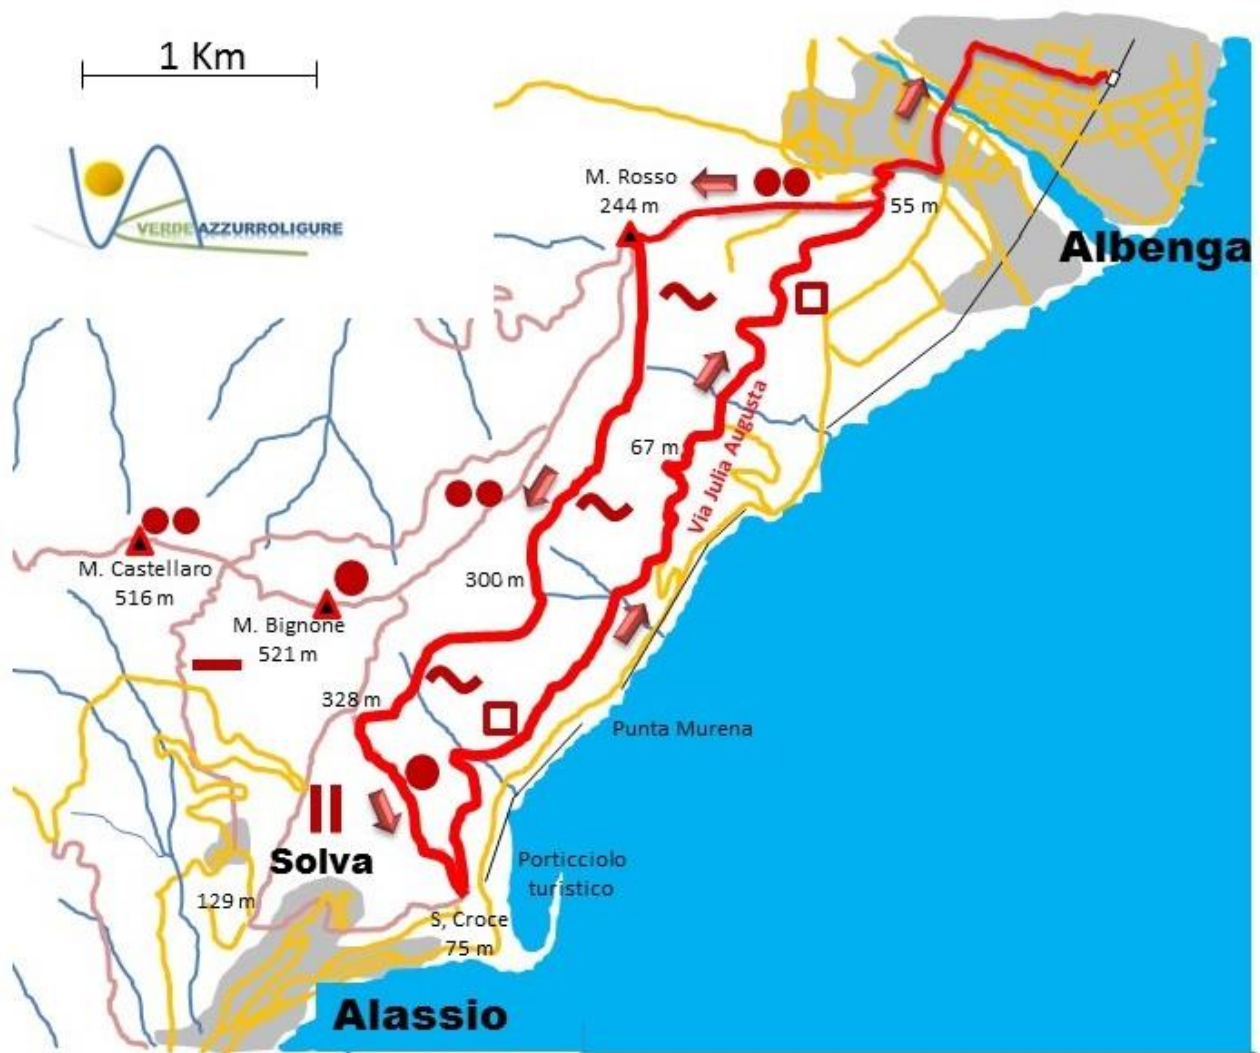 1 Km
VERDEAZZURROLIGURE
M. Rosso
244 m
55 m
Albenga
67 m
Via Julia Augusta
300 m
M. Castellaro
516 m
M. Bignone
521 m
328 m
Punta Murena
Solva
Porticciolo
turistico
129 m
S, Croce
75 m
Alassio